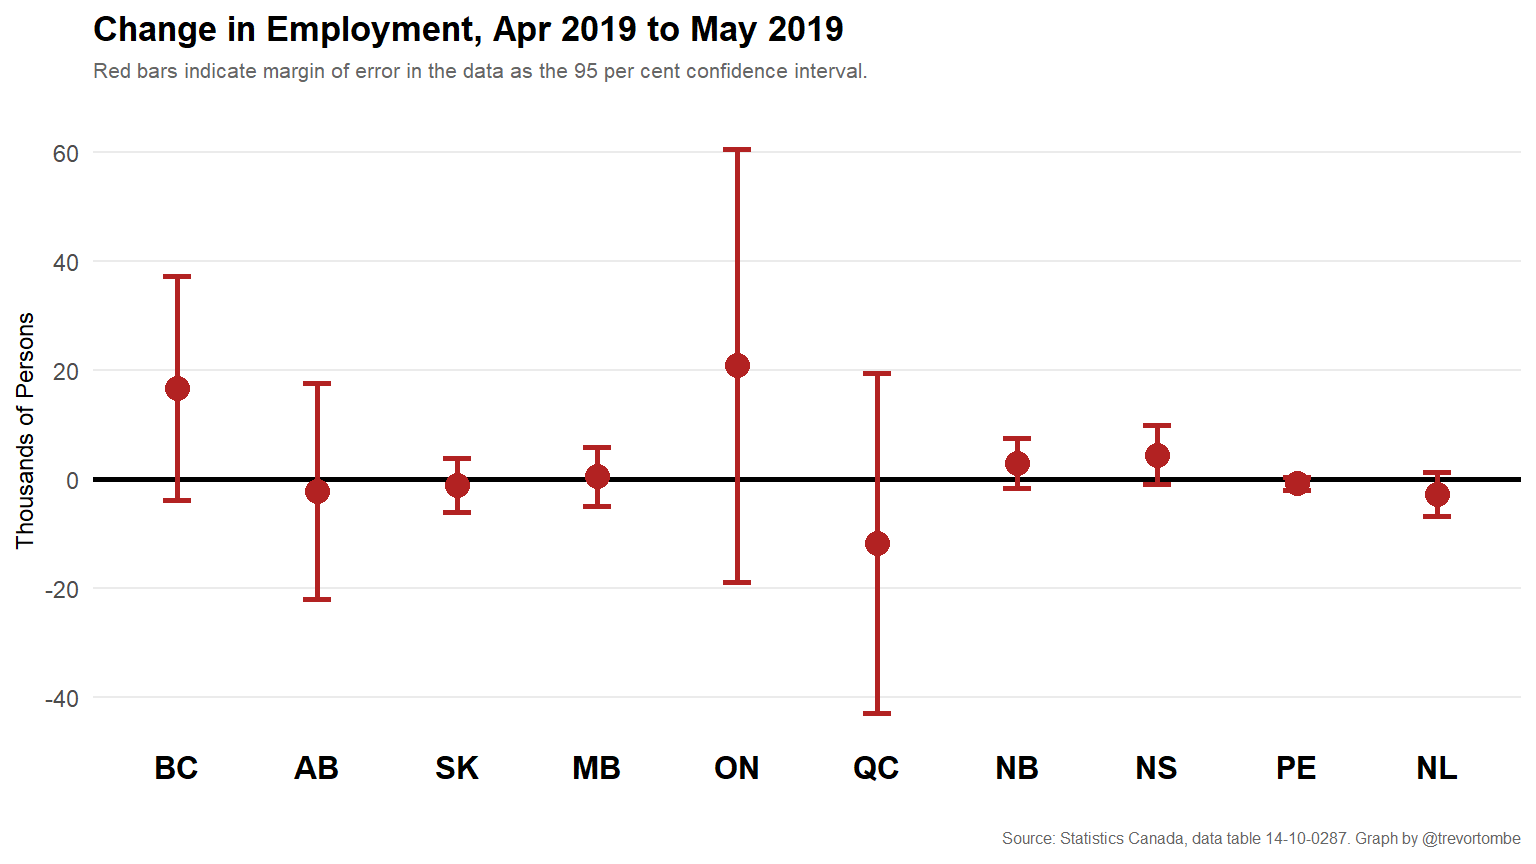 Change in Employment, Apr 2019 to May 2019
Red bars indicate margin of error in the data as the 95 per cent confidence interval.
Thousands of Persons
60
40
20
0
-20
-40
BC AB SK MB ON QC NB NS PE NL
Source: Statistics Canada, data table 14-10-0287. Graph by @trevortombe